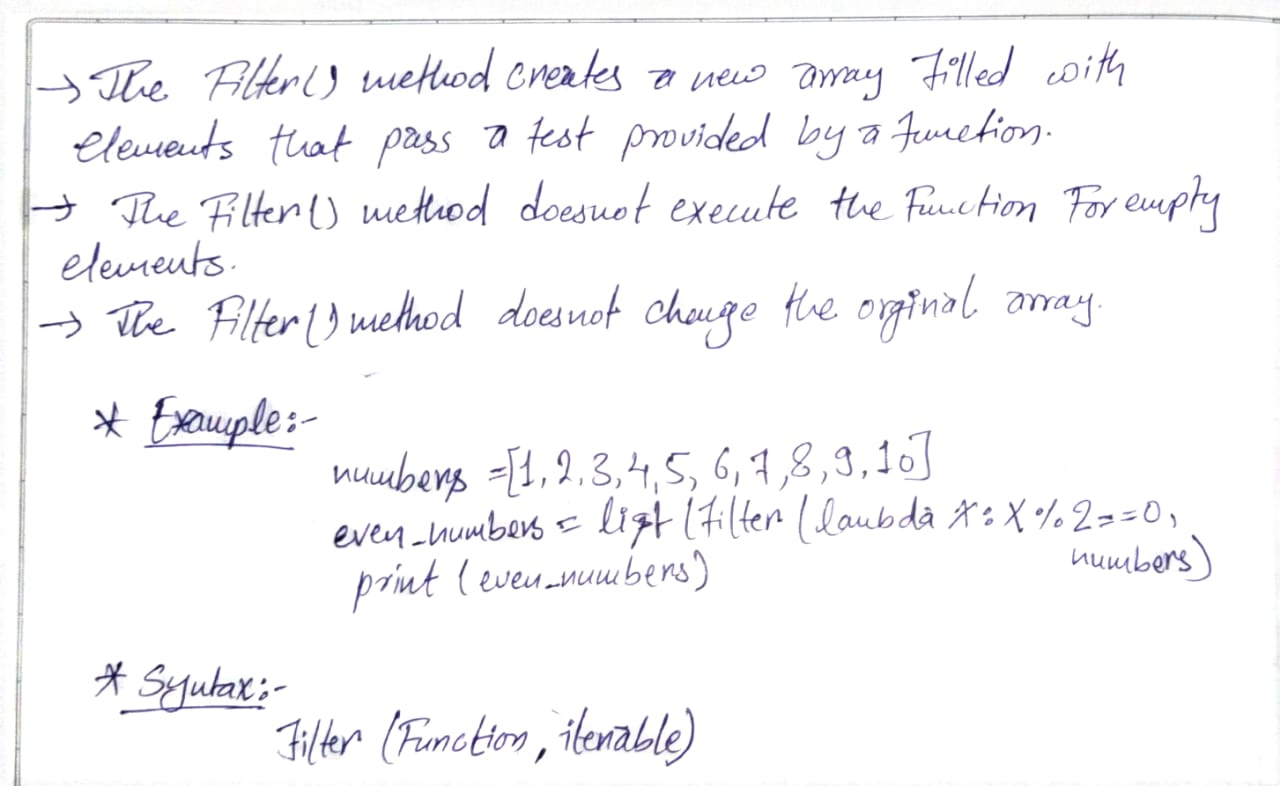 → The Filter() method creates a new array filled with
elements that pass a test provided by a function.
→ The Filter() method doesnot execute the Function For empty
elements.
→ The Filter() method doesnot change the orginal array.
* Example:-
numbers =[1,2,3,4,5, 6,7,8,9,10]
even_numbers = list (filter (lambda x: x % 2==0,
numbers)
print (even_numbers)
* Syntax:-
Filter (Function, iterable)